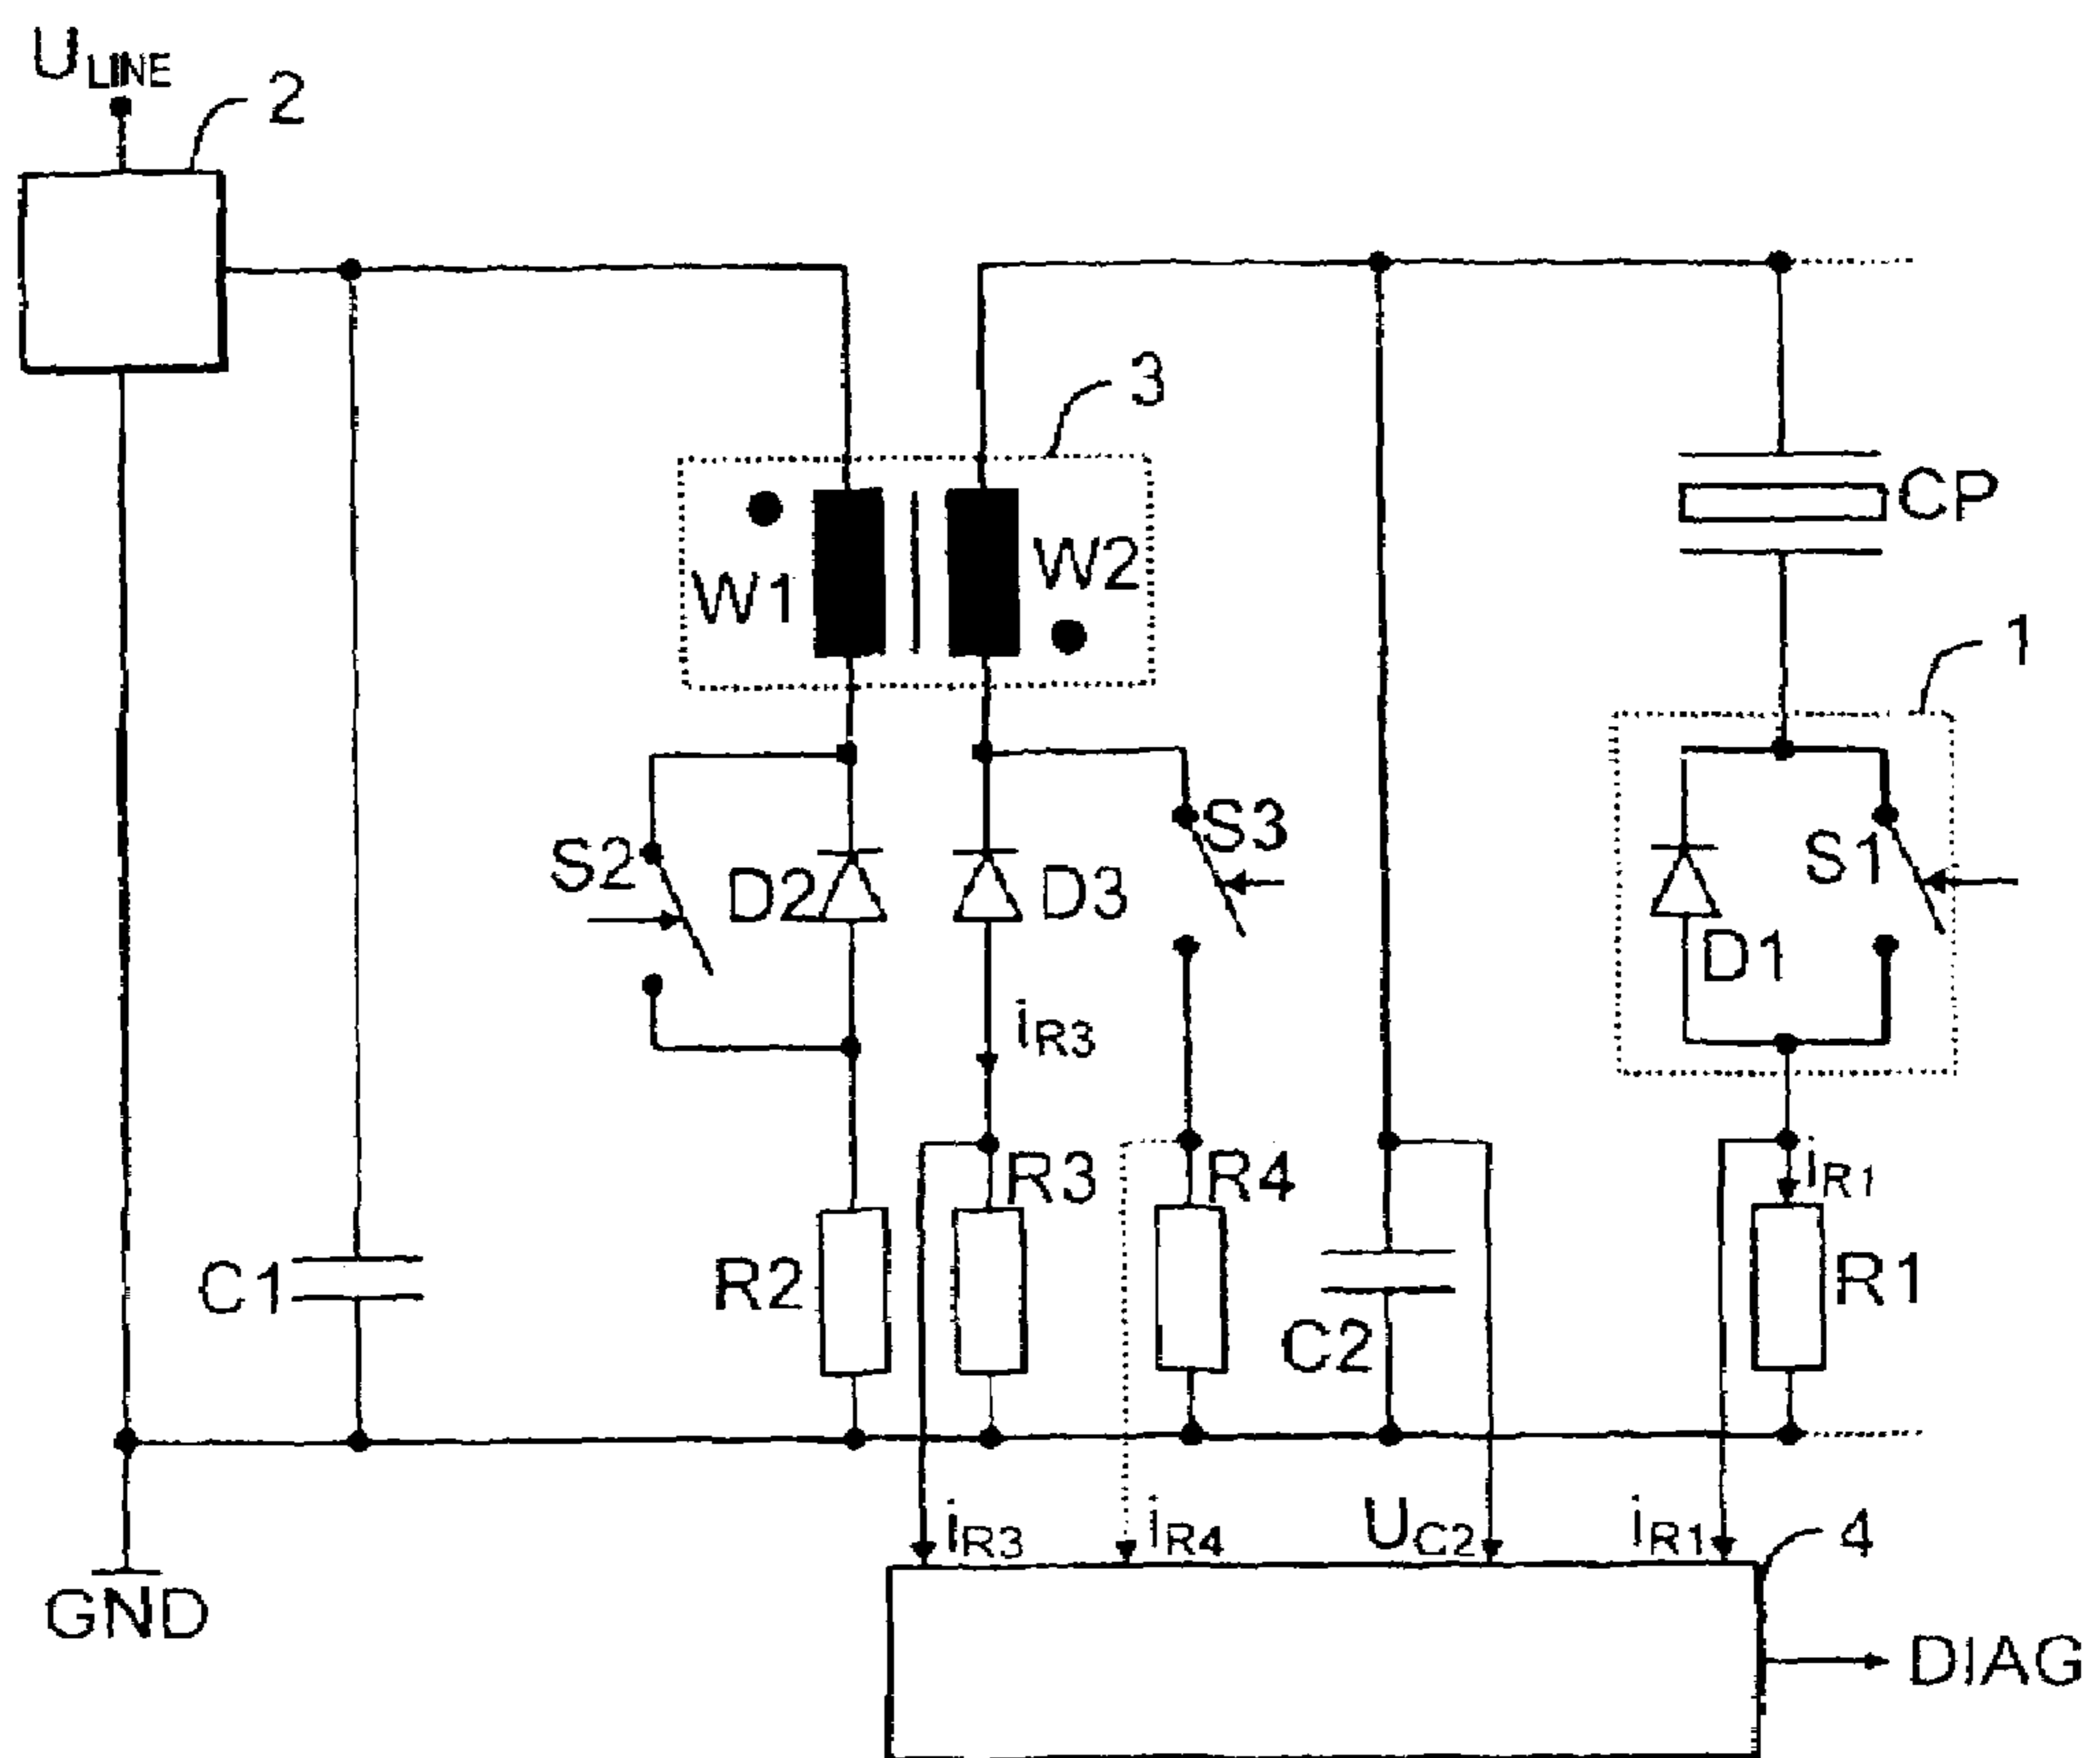 ULINE
2
3
CP
W1
W2
1
S2
D2
D3
S3
S1
D1
iR3
R3
R4
iR1
C1
R2
C2
R1
iR3
iR4
UC2
iR1
4
GND
DIAG